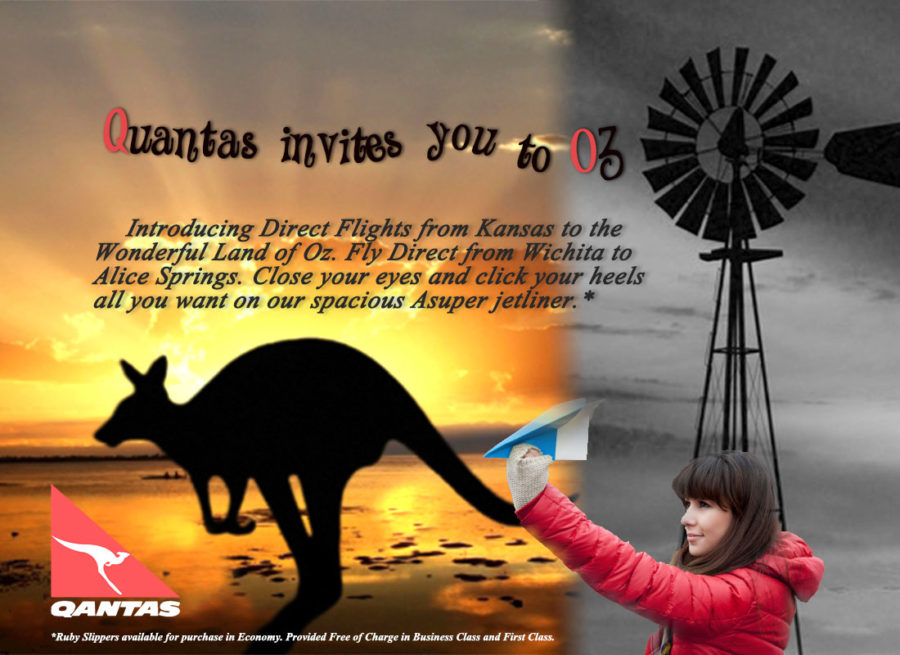 Quantas invites you to Oz
Introducing Direct Flights from Kansas to the
Wonderful Land of Oz. Fly Direct from Wichita to
Alice Springs. Close your eyes and click your heels
all you want on our spacious Asuper jetliner.*
QANTAS
*Ruby Slippers available for purchase in Economy. Provided Free of Charge in Business Class and First Class.